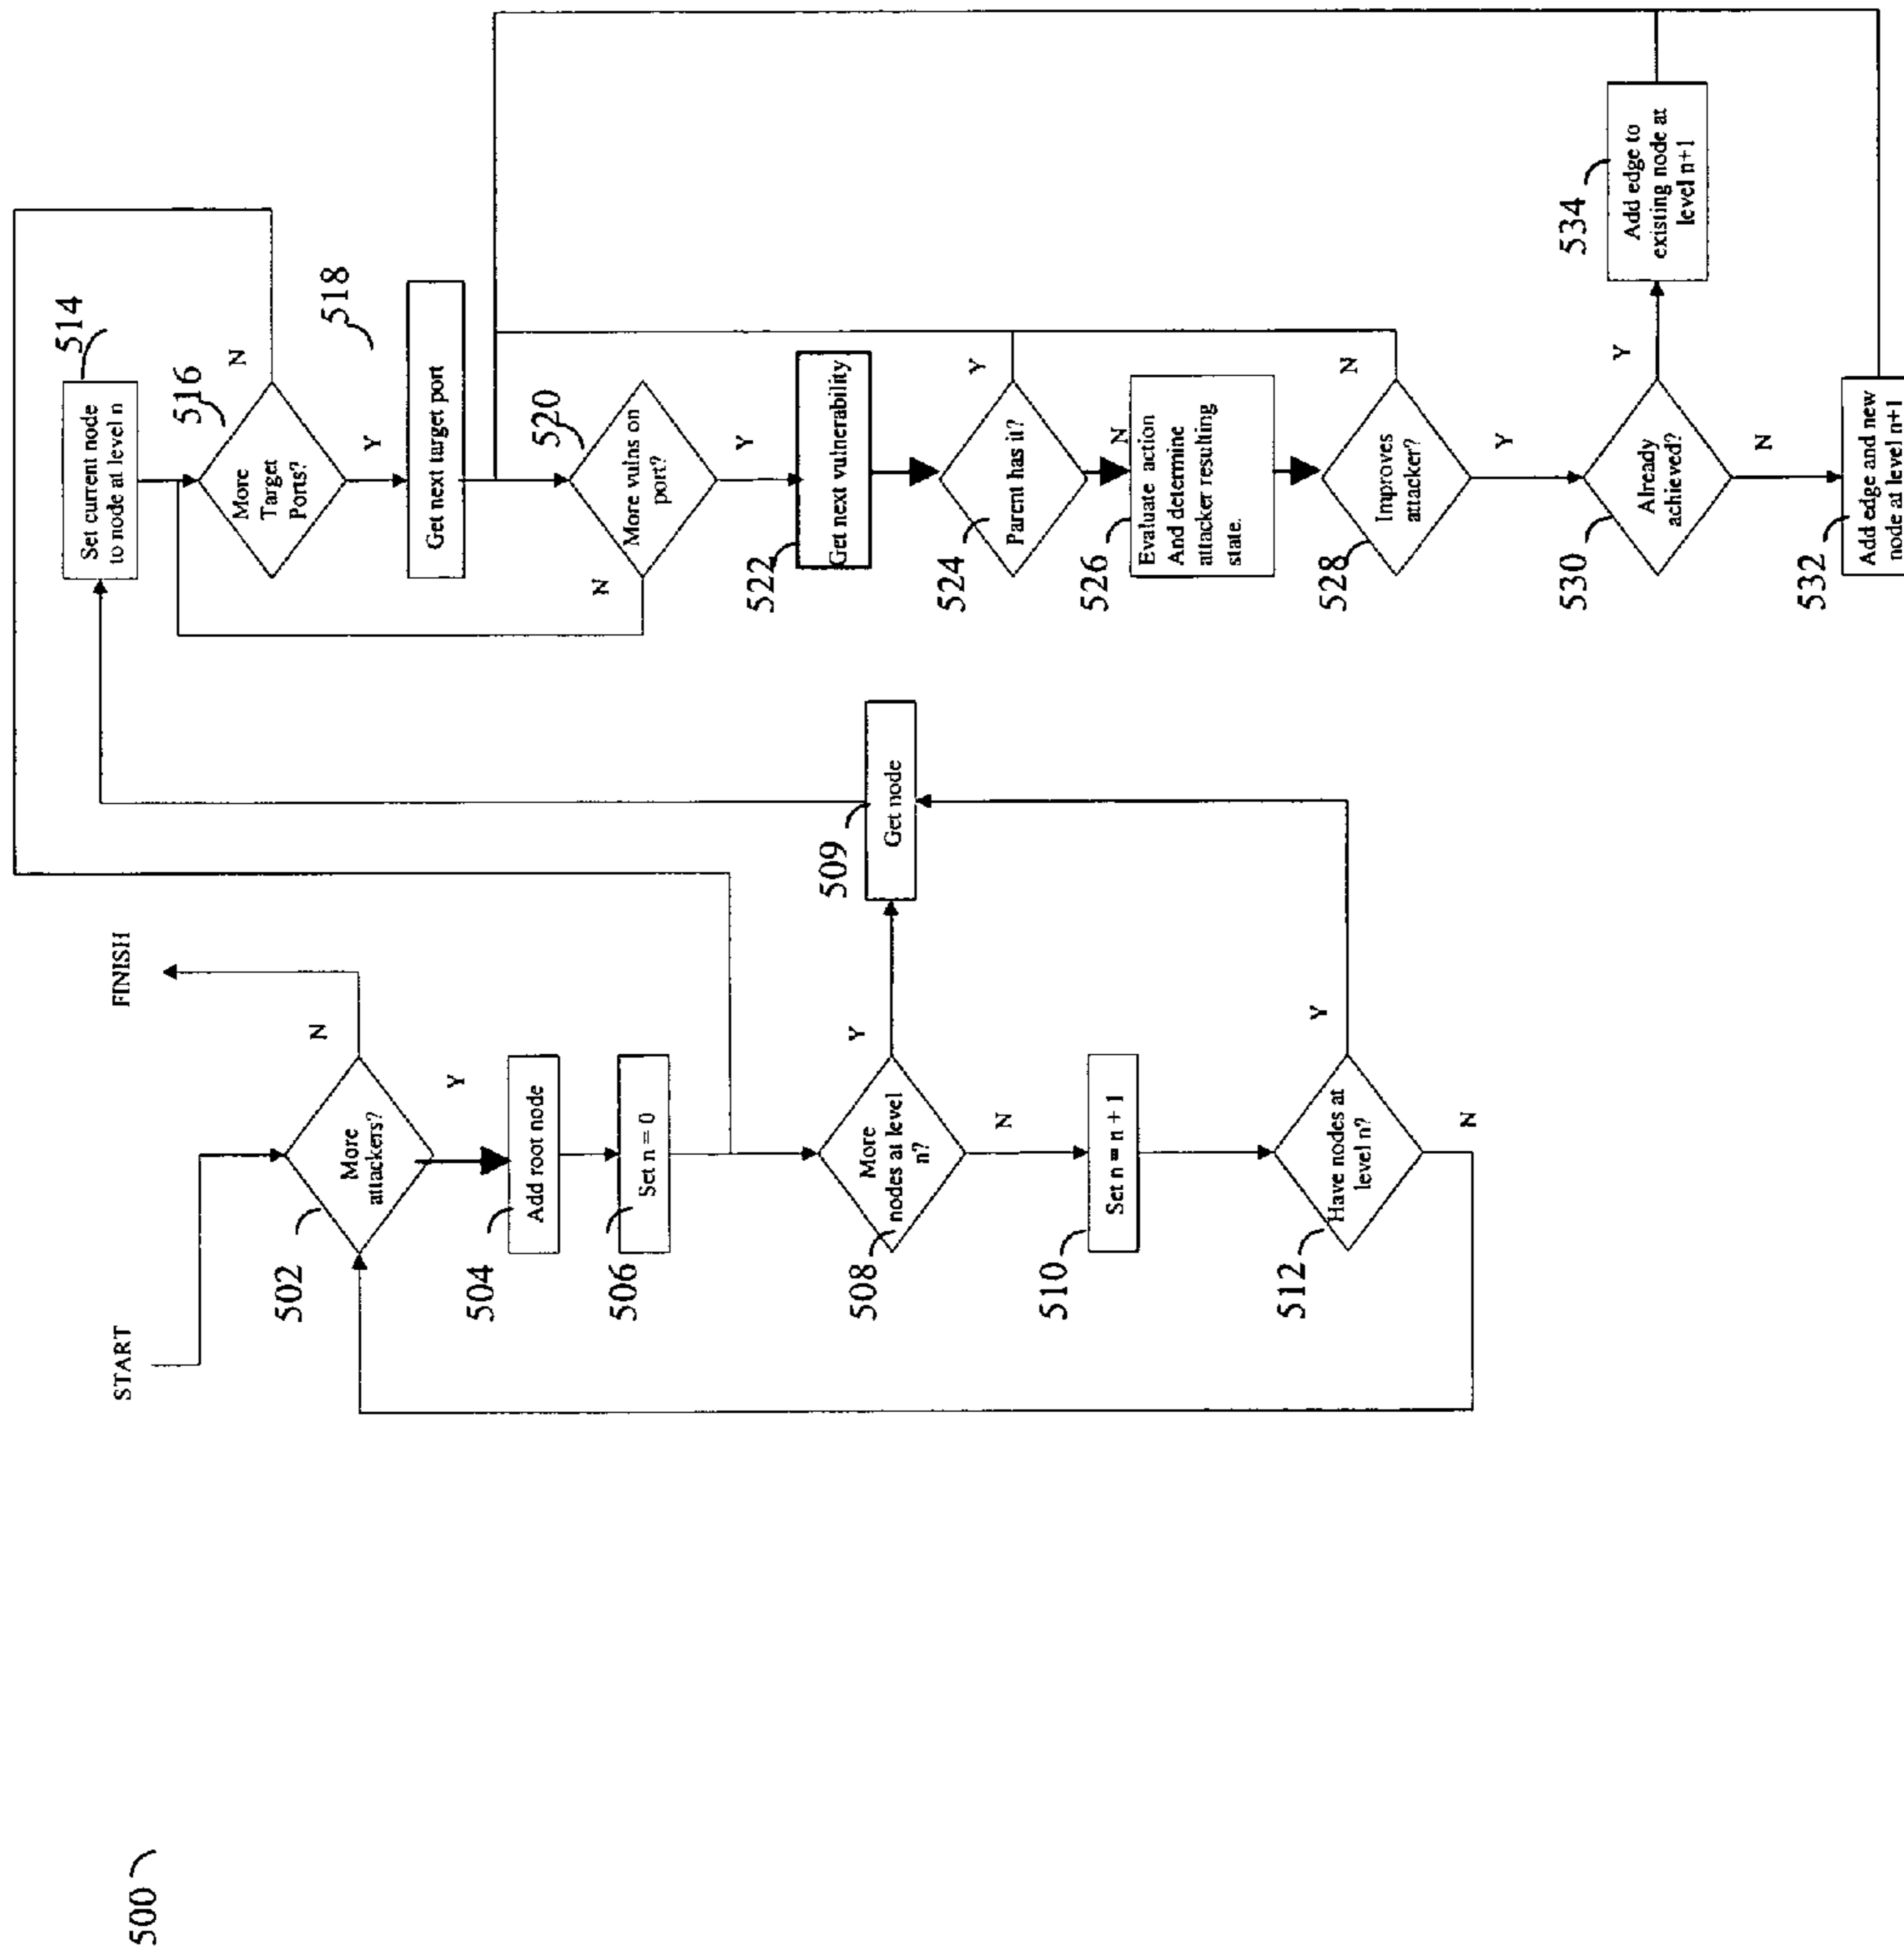 500
START
FINISH
502
More
attackers?
N
Y
504
Add root node
506
Set n = 0
508
More
nodes at level
n?
Y
N
509
Get node
510
Set n = n + 1
512
Have nodes at
level n?
Y
N
514
Set current node
to node at level n
516
More
Target
Ports?
N
Y
518
Get next target port
520
More vulns on
port?
N
Y
522
Get next vulnerability
524
Parent has it?
Y
N
526
Evaluate action
And determine
attacker resulting
state.
528
Improves
attacker?
N
Y
530
Already
achieved?
Y
N
534
Add edge to
existing node at
level n+1
532
Add edge and new
node at level n+1